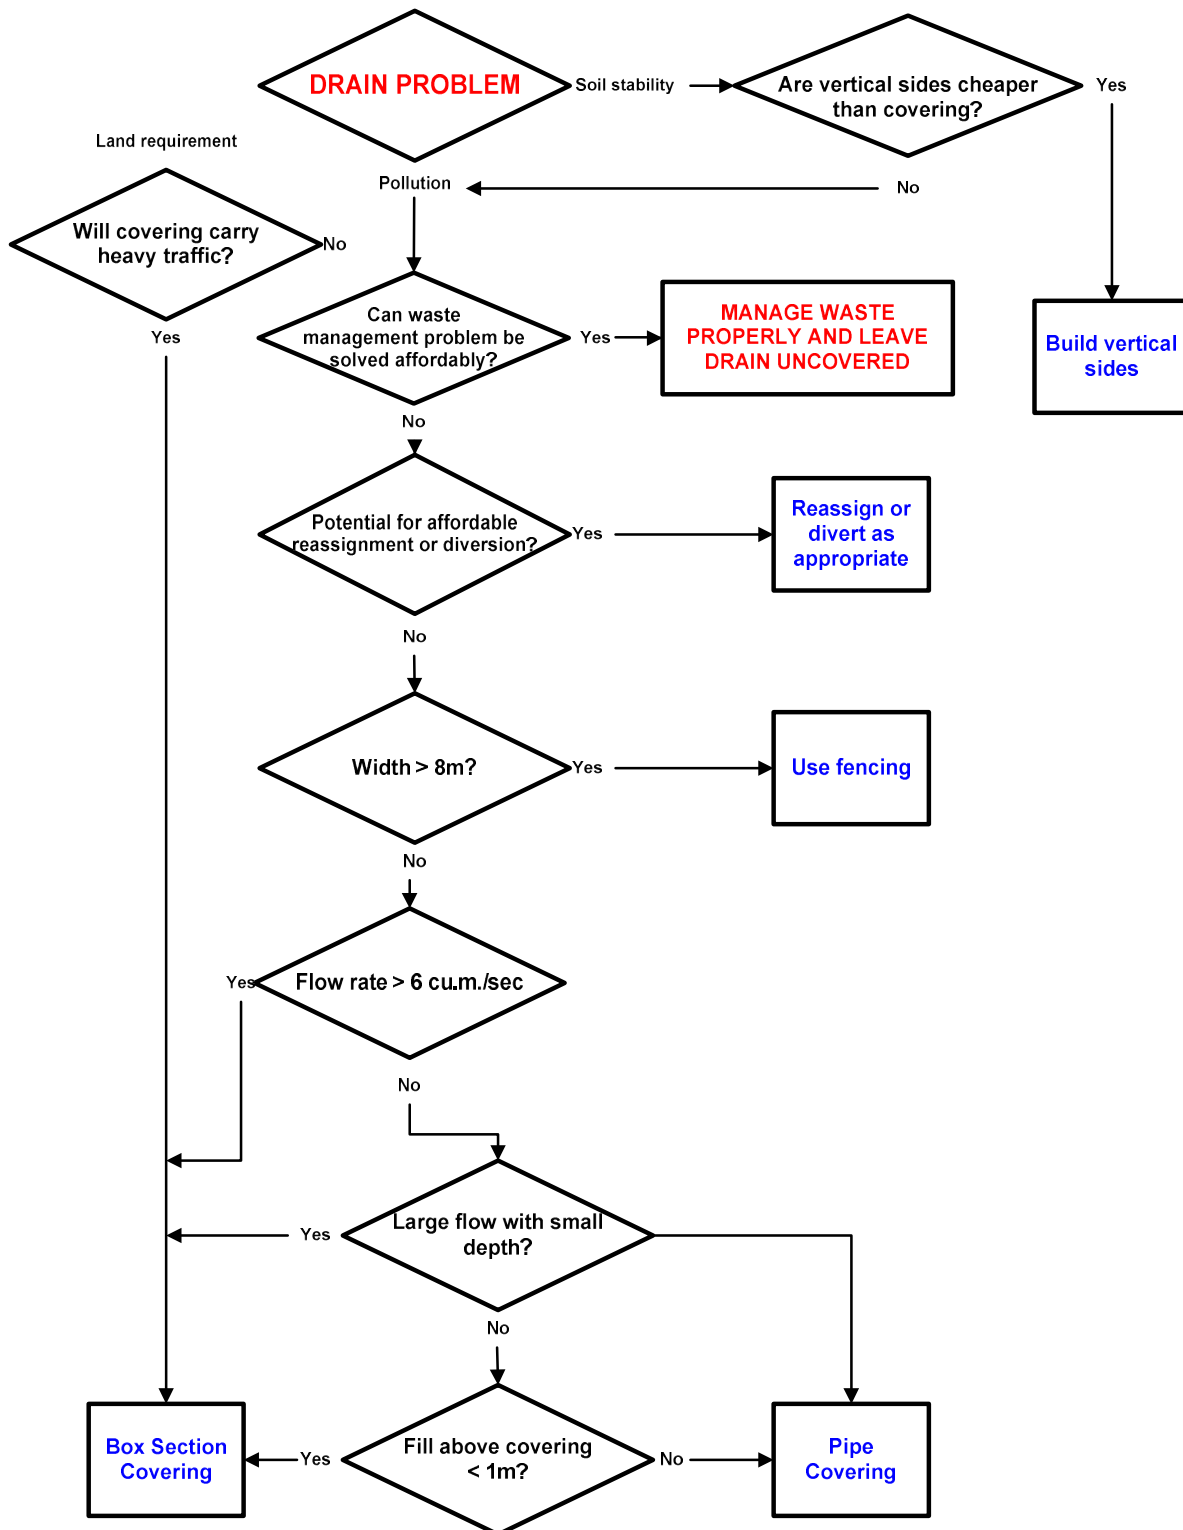 DRAIN PROBLEM
Soil stability
Are vertical sides cheaper
than covering?
Yes
Land requirement
Pollution
No
Will covering carry
heavy traffic?
No
Yes
Can waste
management problem be
solved affordably?
Yes
MANAGE WASTE
PROPERLY AND LEAVE
DRAIN UNCOVERED
Build vertical
sides
No
Potential for affordable
reassignment or diversion?
Yes
Reassign or
divert as
appropriate
No
Width > 8m?
Yes
Use fencing
No
Yes
Flow rate > 6 cu.m./sec
No
Yes
Large flow with small
depth?
No
Box Section
Covering
Yes
Fill above covering
< 1m?
No
Pipe
Covering